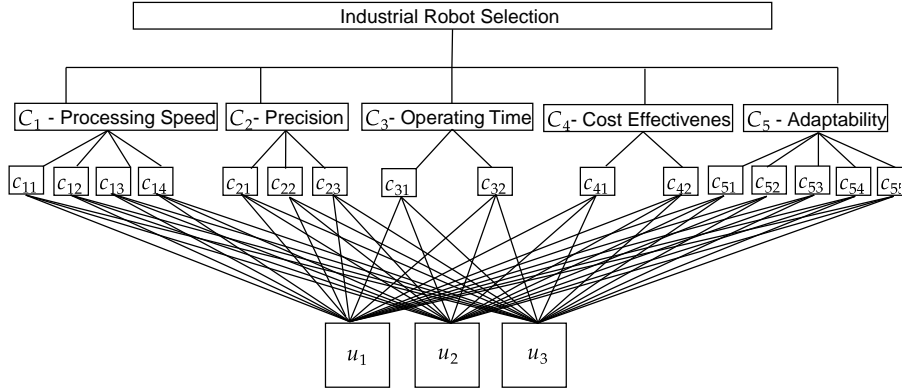 Industrial Robot Selection
C₁ - Processing Speed
C₂- Precision
C₃- Operating Time
C₄- Cost Effectivenes
C₅ - Adaptability
c₁₁ c₁₂ c₁₃ c₁₄ c₂₁ c₂₂ c₂₃ c₃₁ c₃₂ c₄₁ c₄₂ c₅₁ c₅₂ c₅₃ c₅₄ c₅₅
u₁ u₂ u₃